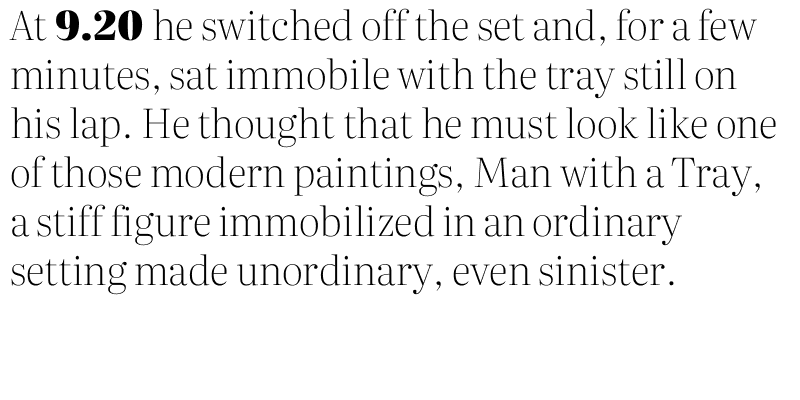 At 9.20 he switched off the set and, for a few
minutes, sat immobile with the tray still on
his lap. He thought that he must look like one
of those modern paintings, Man with a Tray,
a stiff figure immobilized in an ordinary
setting made unordinary, even sinister.